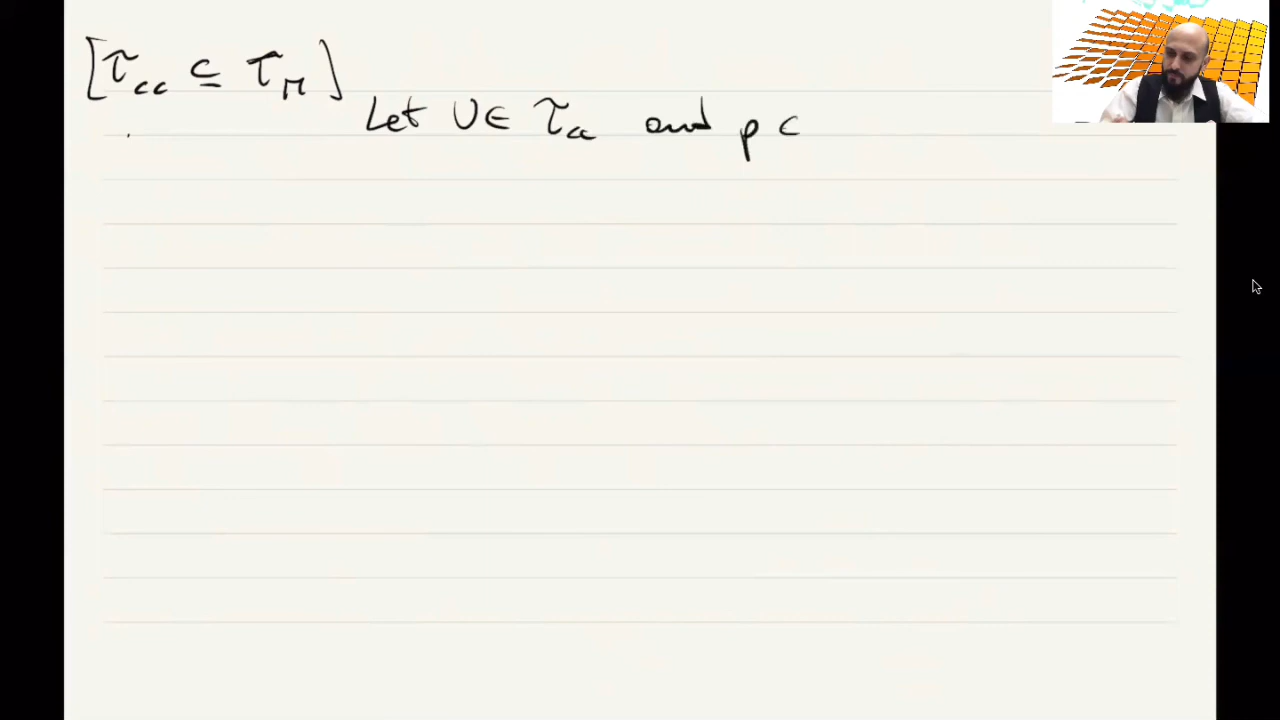 [τ_cc ⊆ τ_M]
Let U ∈ τ_cc and p ⊂